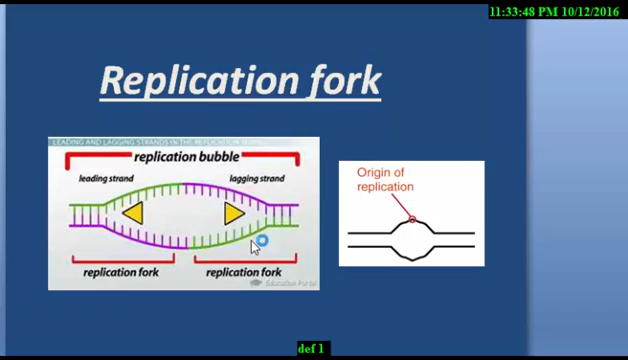 11:33:48 PM 10/12/2016
Replication fork
LEADING AND LAGGING STRANDS IN THE REPLICATION
replication bubble
leading strand
lagging strand
replication fork
replication fork
Education Portal
Origin of
replication
def 1